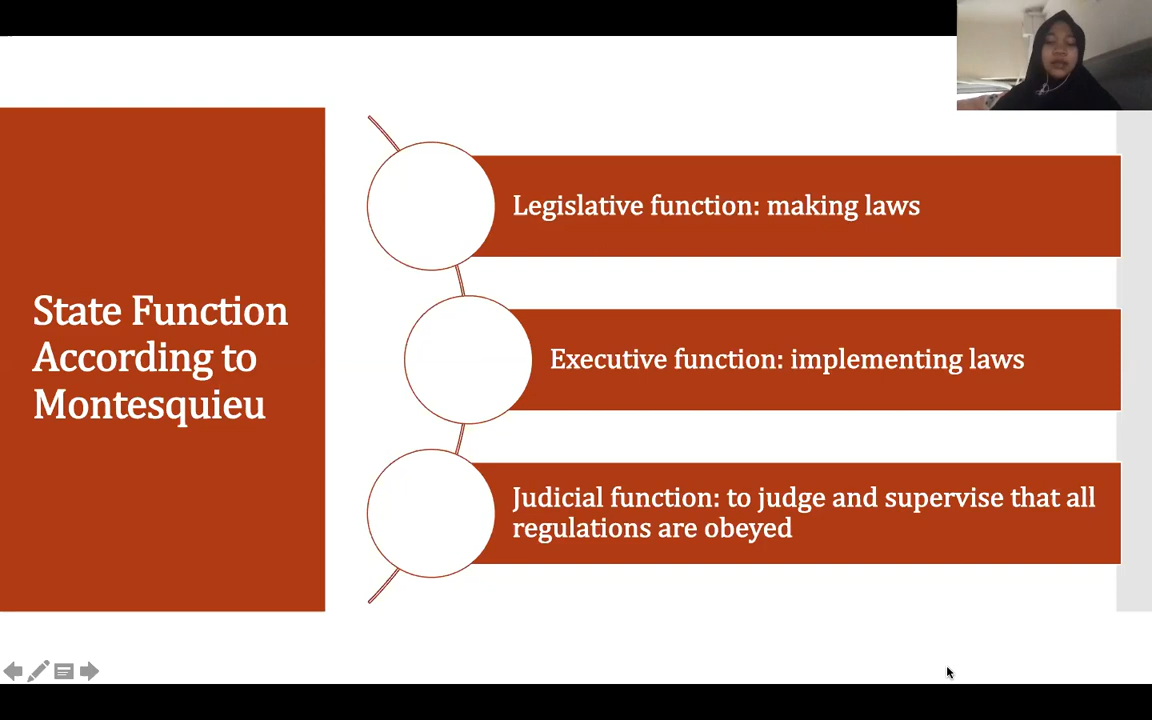 State Function
According to
Montesquieu
Legislative function: making laws
Executive function: implementing laws
Judicial function: to judge and supervise that all
regulations are obeyed